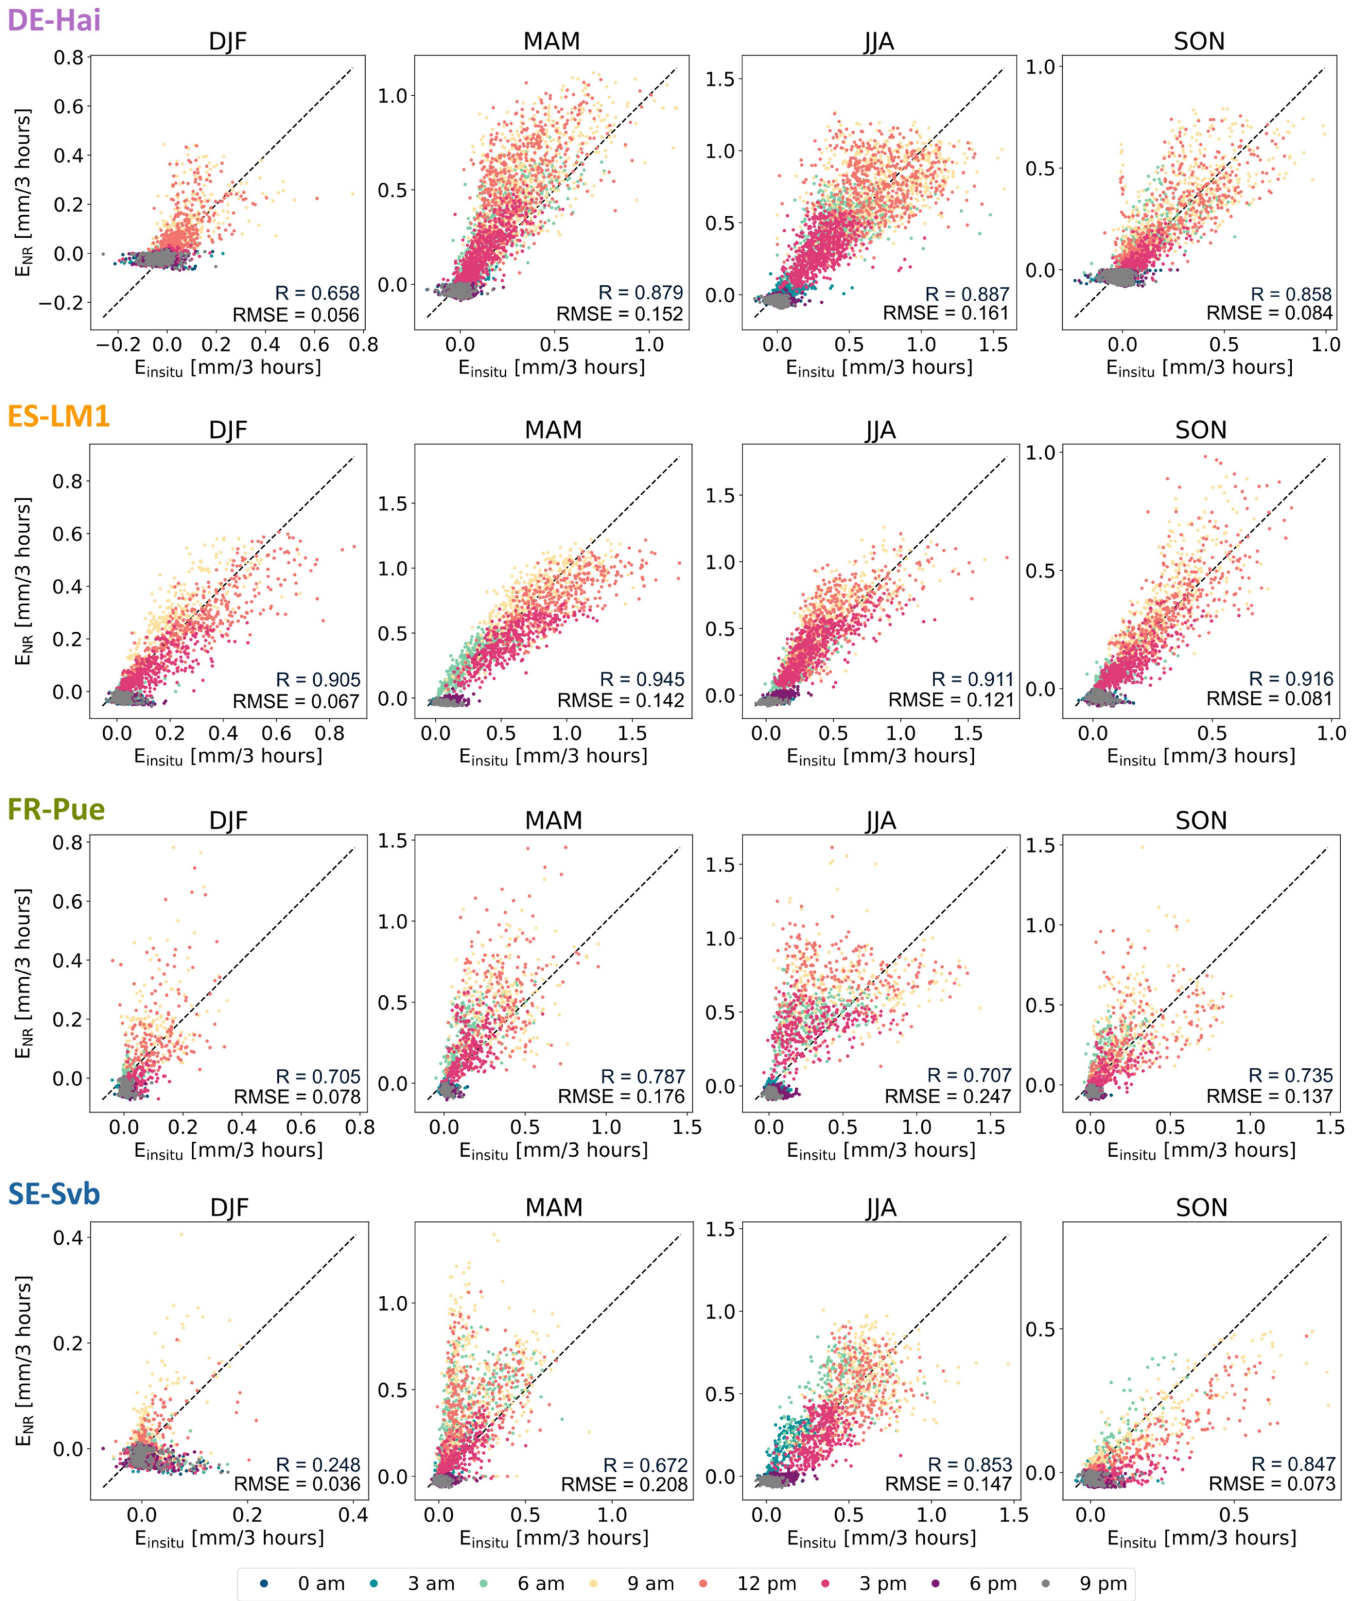 DE-Hai
DJF MAM JJA SON
0.8
0.6
0.4
0.2
0.0
−0.2
E_NR [mm/3 hours]
R = 0.658
RMSE = 0.056
−0.2 0.0 0.2 0.4 0.6 0.8
E_insitu [mm/3 hours]
1.0
0.5
0.0
R = 0.879
RMSE = 0.152
0.0 0.5 1.0
E_insitu [mm/3 hours]
1.5
1.0
0.5
0.0
R = 0.887
RMSE = 0.161
0.0 0.5 1.0 1.5
E_insitu [mm/3 hours]
1.0
0.5
0.0
R = 0.858
RMSE = 0.084
0.0 0.5 1.0
E_insitu [mm/3 hours]
ES-LM1
DJF MAM JJA SON
0.8
0.6
0.4
0.2
0.0
E_NR [mm/3 hours]
R = 0.905
RMSE = 0.067
0.0 0.2 0.4 0.6 0.8
E_insitu [mm/3 hours]
1.5
1.0
0.5
0.0
R = 0.945
RMSE = 0.142
0.0 0.5 1.0 1.5
E_insitu [mm/3 hours]
1.5
1.0
0.5
0.0
R = 0.911
RMSE = 0.121
0.0 0.5 1.0 1.5
E_insitu [mm/3 hours]
1.0
0.5
0.0
R = 0.916
RMSE = 0.081
0.0 0.5 1.0
E_insitu [mm/3 hours]
FR-Pue
DJF MAM JJA SON
0.8
0.6
0.4
0.2
0.0
E_NR [mm/3 hours]
R = 0.705
RMSE = 0.078
0.0 0.2 0.4 0.6 0.8
E_insitu [mm/3 hours]
1.5
1.0
0.5
0.0
R = 0.787
RMSE = 0.176
0.0 0.5 1.0 1.5
E_insitu [mm/3 hours]
1.5
1.0
0.5
0.0
R = 0.707
RMSE = 0.247
0.0 0.5 1.0 1.5
E_insitu [mm/3 hours]
1.5
1.0
0.5
0.0
R = 0.735
RMSE = 0.137
0.0 0.5 1.0 1.5
E_insitu [mm/3 hours]
SE-Svb
DJF MAM JJA SON
0.4
0.2
0.0
E_NR [mm/3 hours]
R = 0.248
RMSE = 0.036
0.0 0.2 0.4
E_insitu [mm/3 hours]
1.0
0.5
0.0
R = 0.672
RMSE = 0.208
0.0 0.5 1.0
E_insitu [mm/3 hours]
1.5
1.0
0.5
0.0
R = 0.853
RMSE = 0.147
0.0 0.5 1.0 1.5
E_insitu [mm/3 hours]
0.5
0.0
R = 0.847
RMSE = 0.073
0.0 0.5
E_insitu [mm/3 hours]
0 am 3 am 6 am 9 am 12 pm 3 pm 6 pm 9 pm